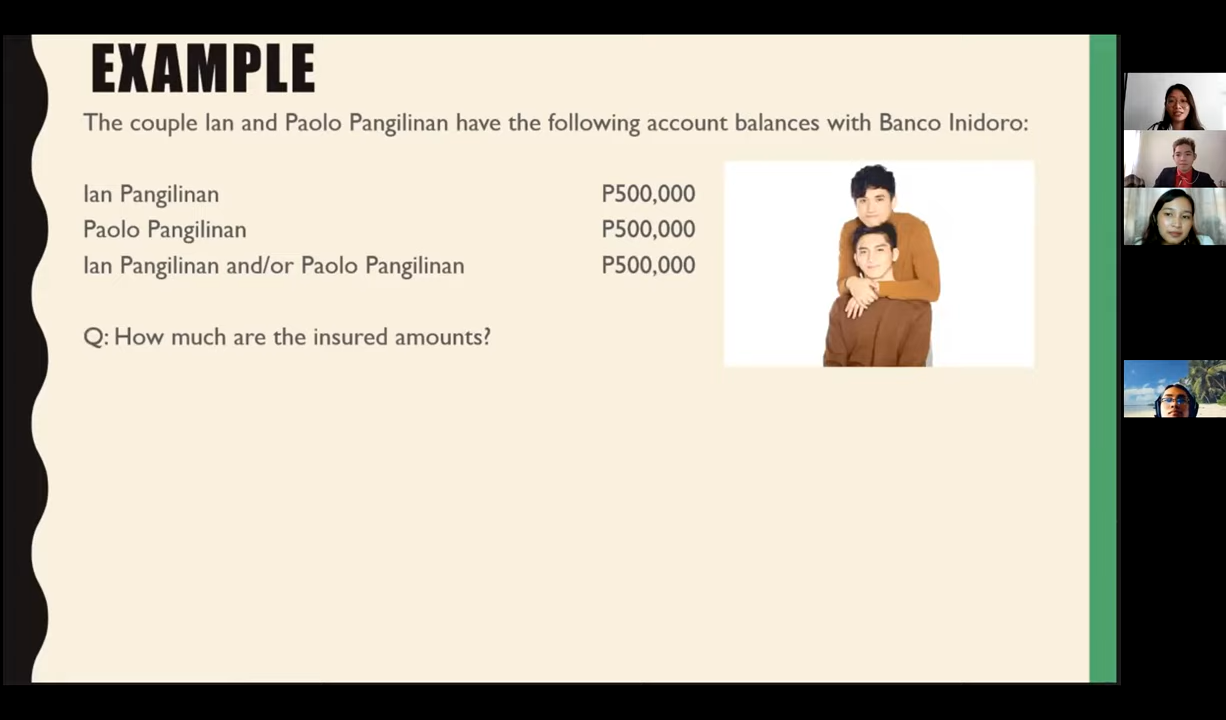 EXAMPLE
The couple Ian and Paolo Pangilinan have the following account balances with Banco Inidoro:
Ian Pangilinan P500,000
Paolo Pangilinan P500,000
Ian Pangilinan and/or Paolo Pangilinan P500,000
Q: How much are the insured amounts?